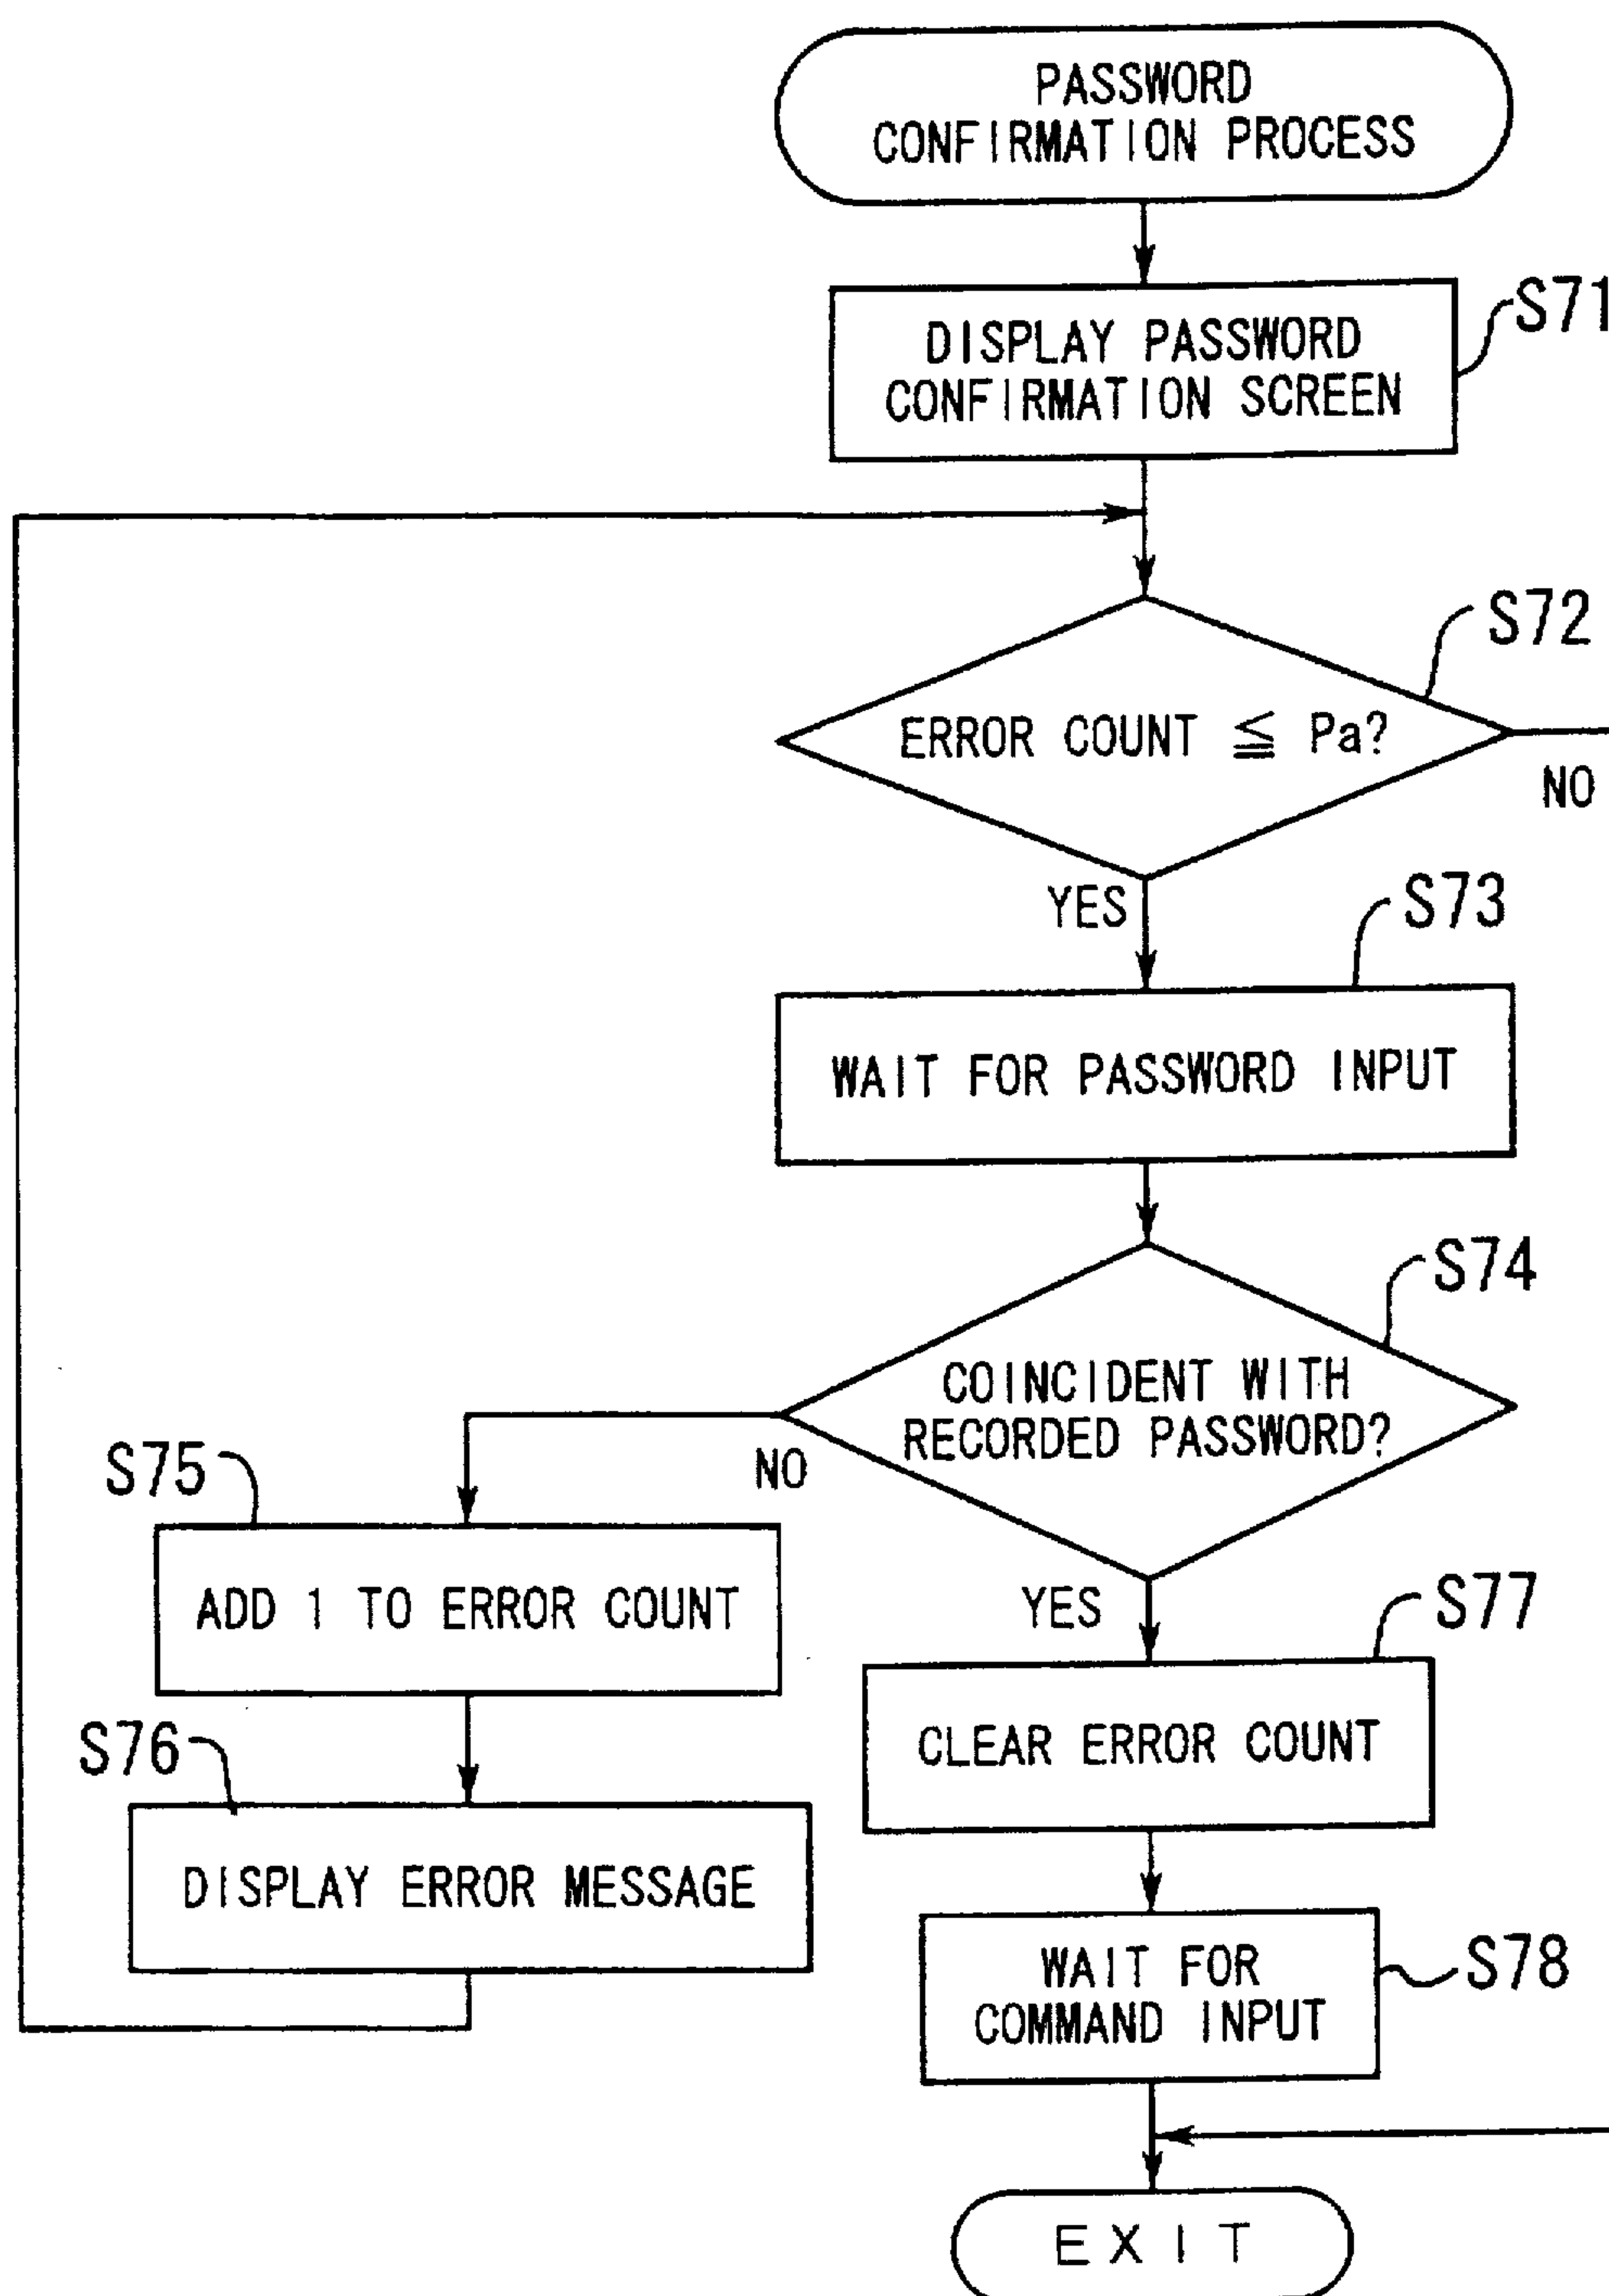 PASSWORD
CONFIRMATION PROCESS
S71
DISPLAY PASSWORD
CONFIRMATION SCREEN
S72
ERROR COUNT ≦ Pa?
NO
YES
S73
WAIT FOR PASSWORD INPUT
S74
COINCIDENT WITH
RECORDED PASSWORD?
NO
S75
YES
S77
ADD 1 TO ERROR COUNT
CLEAR ERROR COUNT
S76
DISPLAY ERROR MESSAGE
WAIT FOR
COMMAND INPUT
S78
EXIT